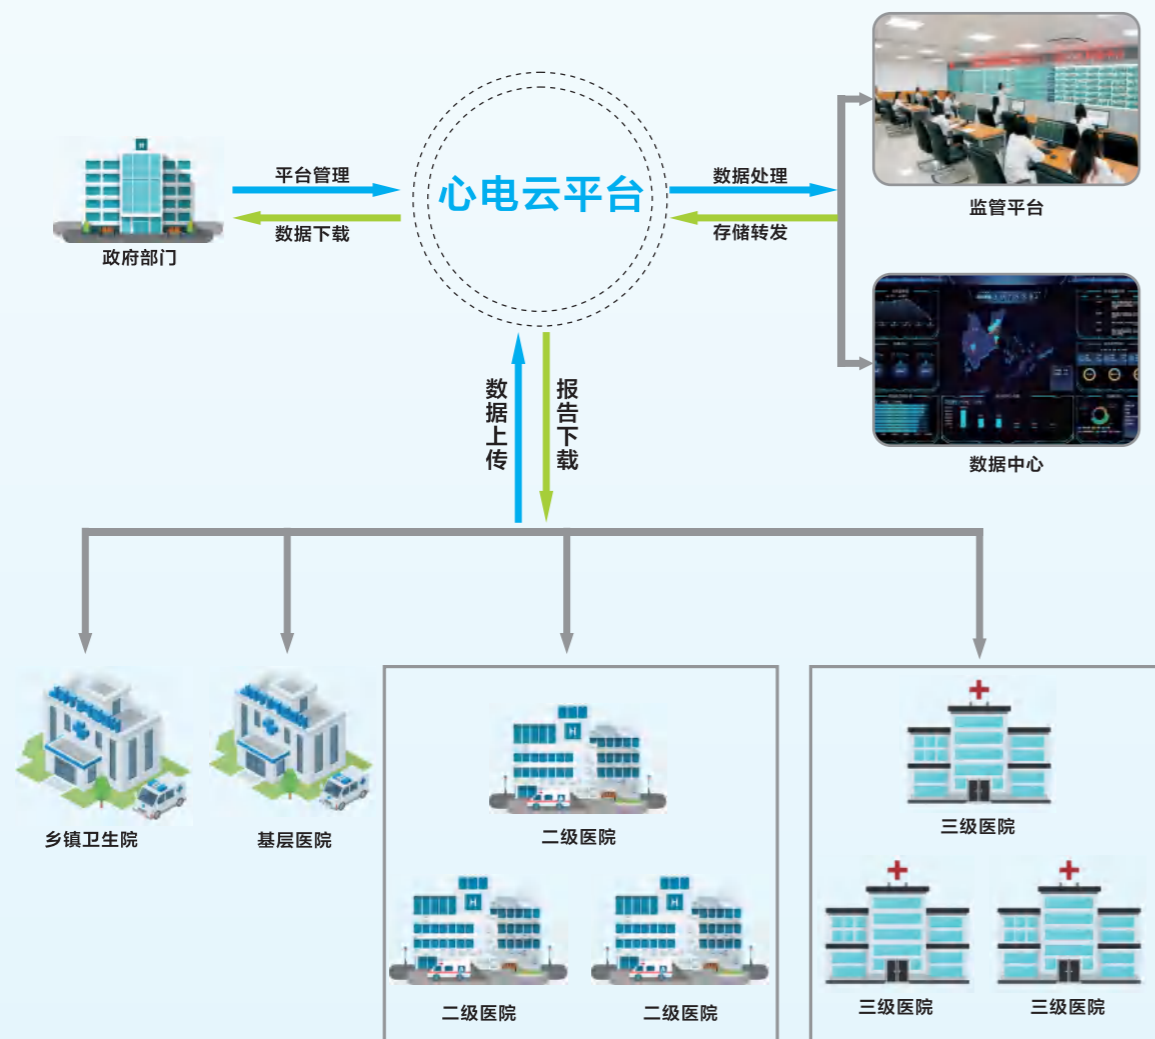 平台管理
数据下载
政府部门
心电云平台
数据处理
存储转发
监管平台
数据中心
数据上传
报告下载
乡镇卫生院
基层医院
二级医院
二级医院
二级医院
三级医院
三级医院
三级医院
H
H
H
H